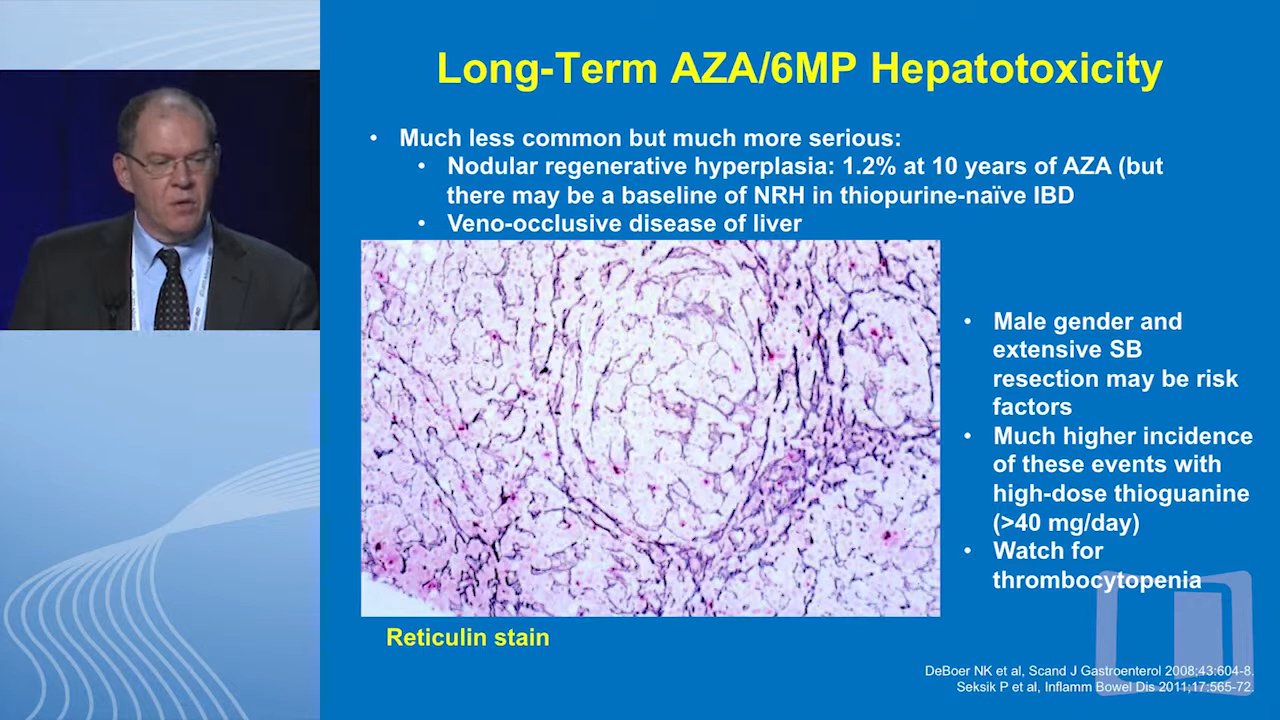 Long-Term AZA/6MP Hepatotoxicity
• Much less common but much more serious:
• Nodular regenerative hyperplasia: 1.2% at 10 years of AZA (but
there may be a baseline of NRH in thiopurine-naïve IBD
• Veno-occlusive disease of liver
• Male gender and
extensive SB
resection may be risk
factors
• Much higher incidence
of these events with
high-dose thioguanine
(>40 mg/day)
• Watch for
thrombocytopenia
Reticulin stain
DeBoer NK et al, Scand J Gastroenterol 2008;43:604-8.
Seksik P et al, Inflamm Bowel Dis 2011;17:565-72.